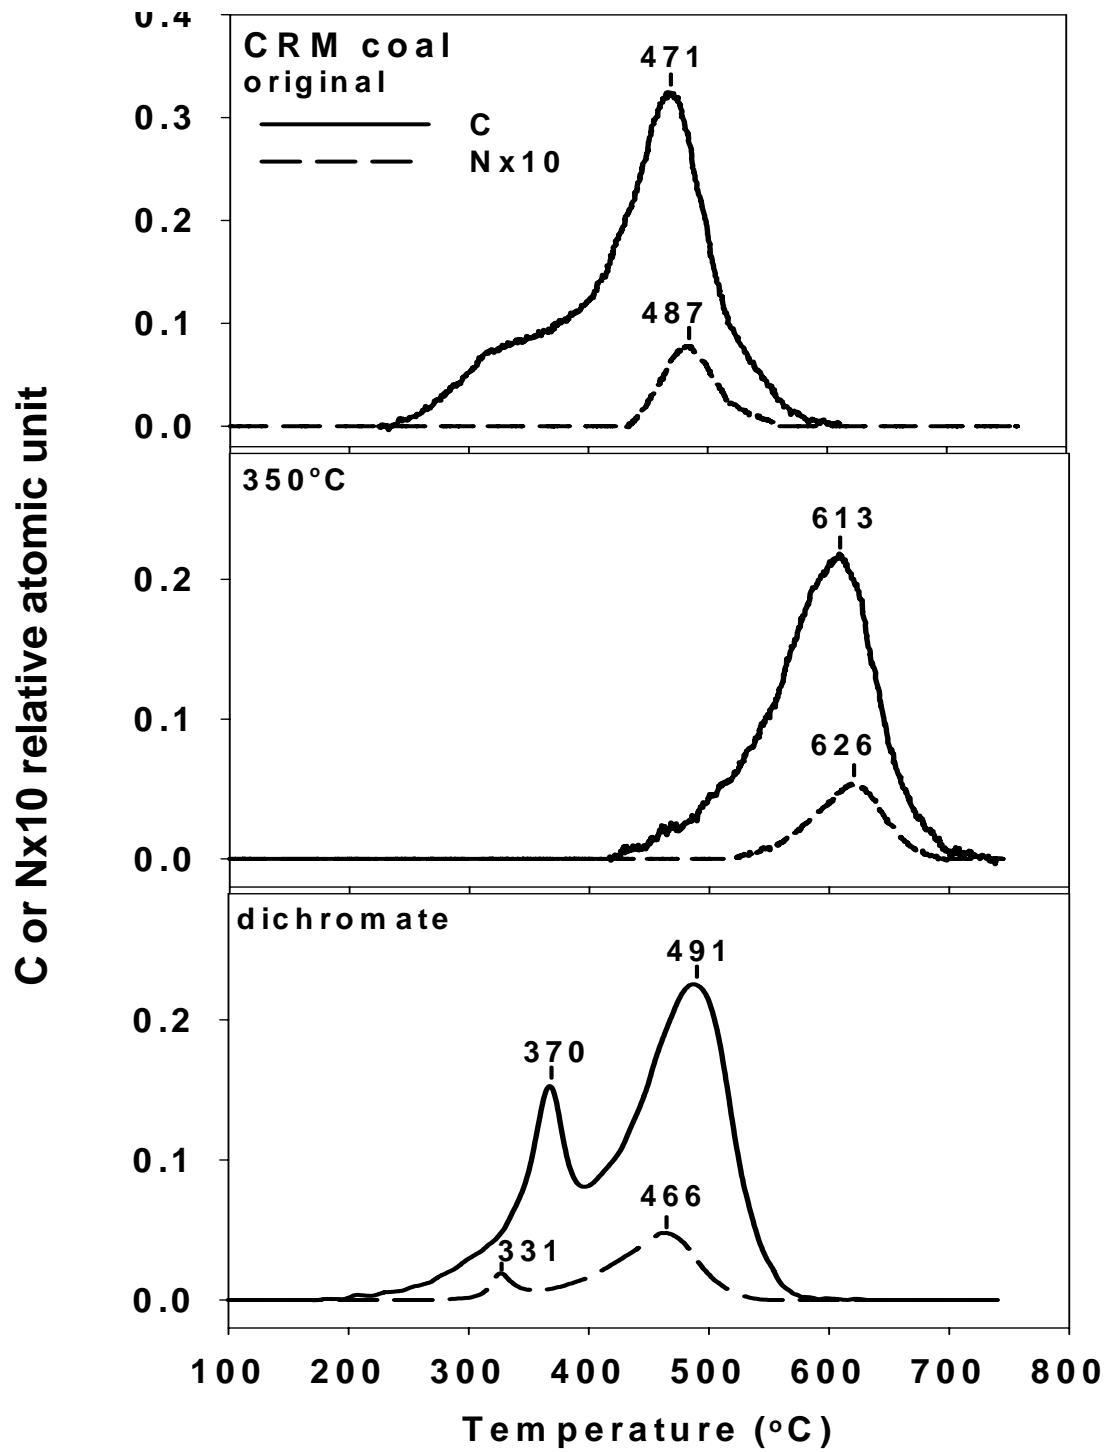 C or Nx10 relative atomic unit
0.4
0.3
0.2
0.1
0.0
CRM coal
original
C
Nx10
471
487
350°C
0.2
0.1
0.0
613
626
dichromate
0.2
0.1
0.0
491
370
466
331
100 200 300 400 500 600 700 800
Temperature (°C)